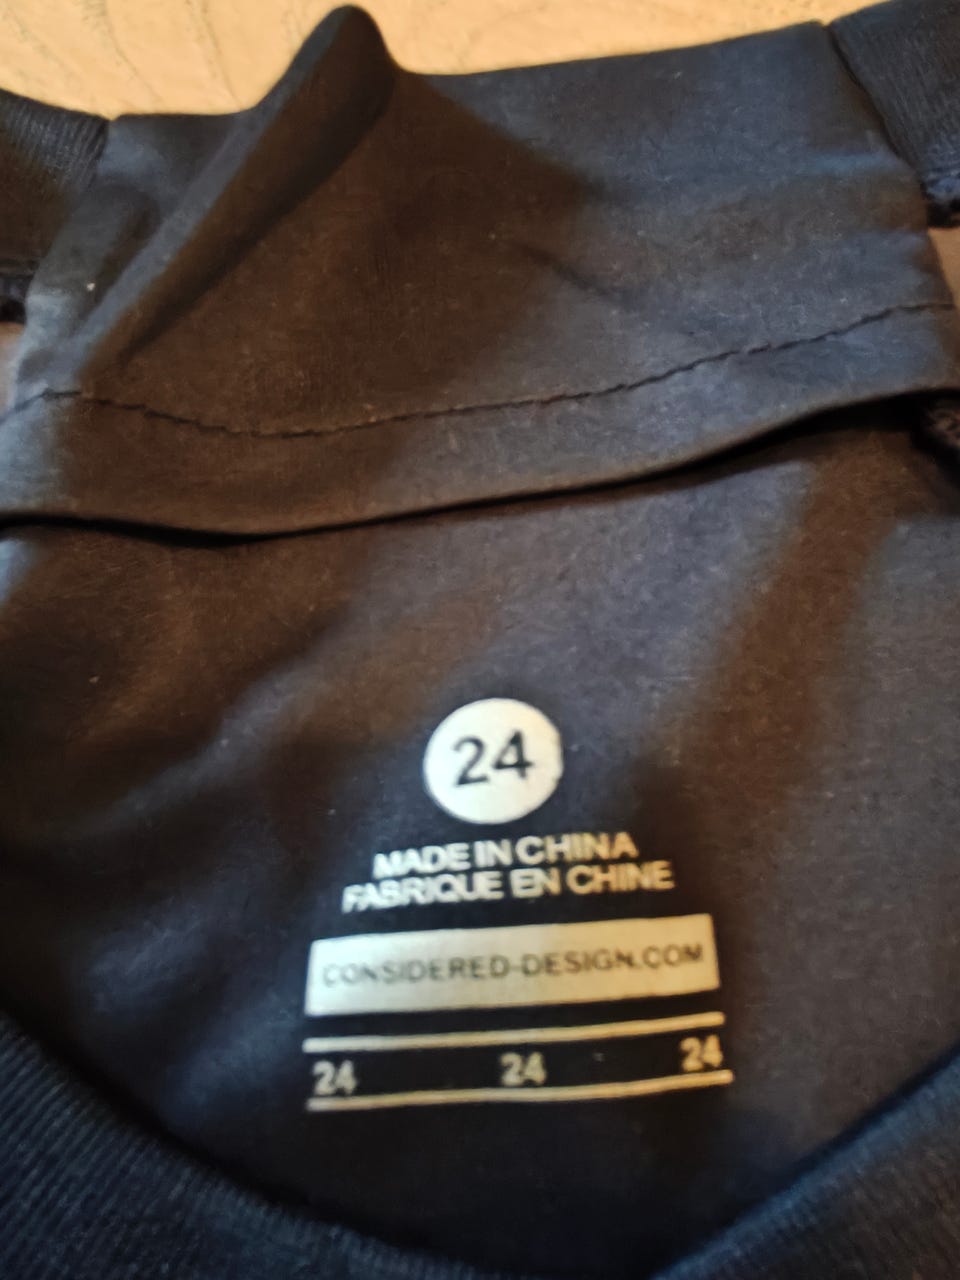 24
MADE IN CHINA
FABRIQUE EN CHINE
CONSIDERED-DESIGN.COM
24 24 24